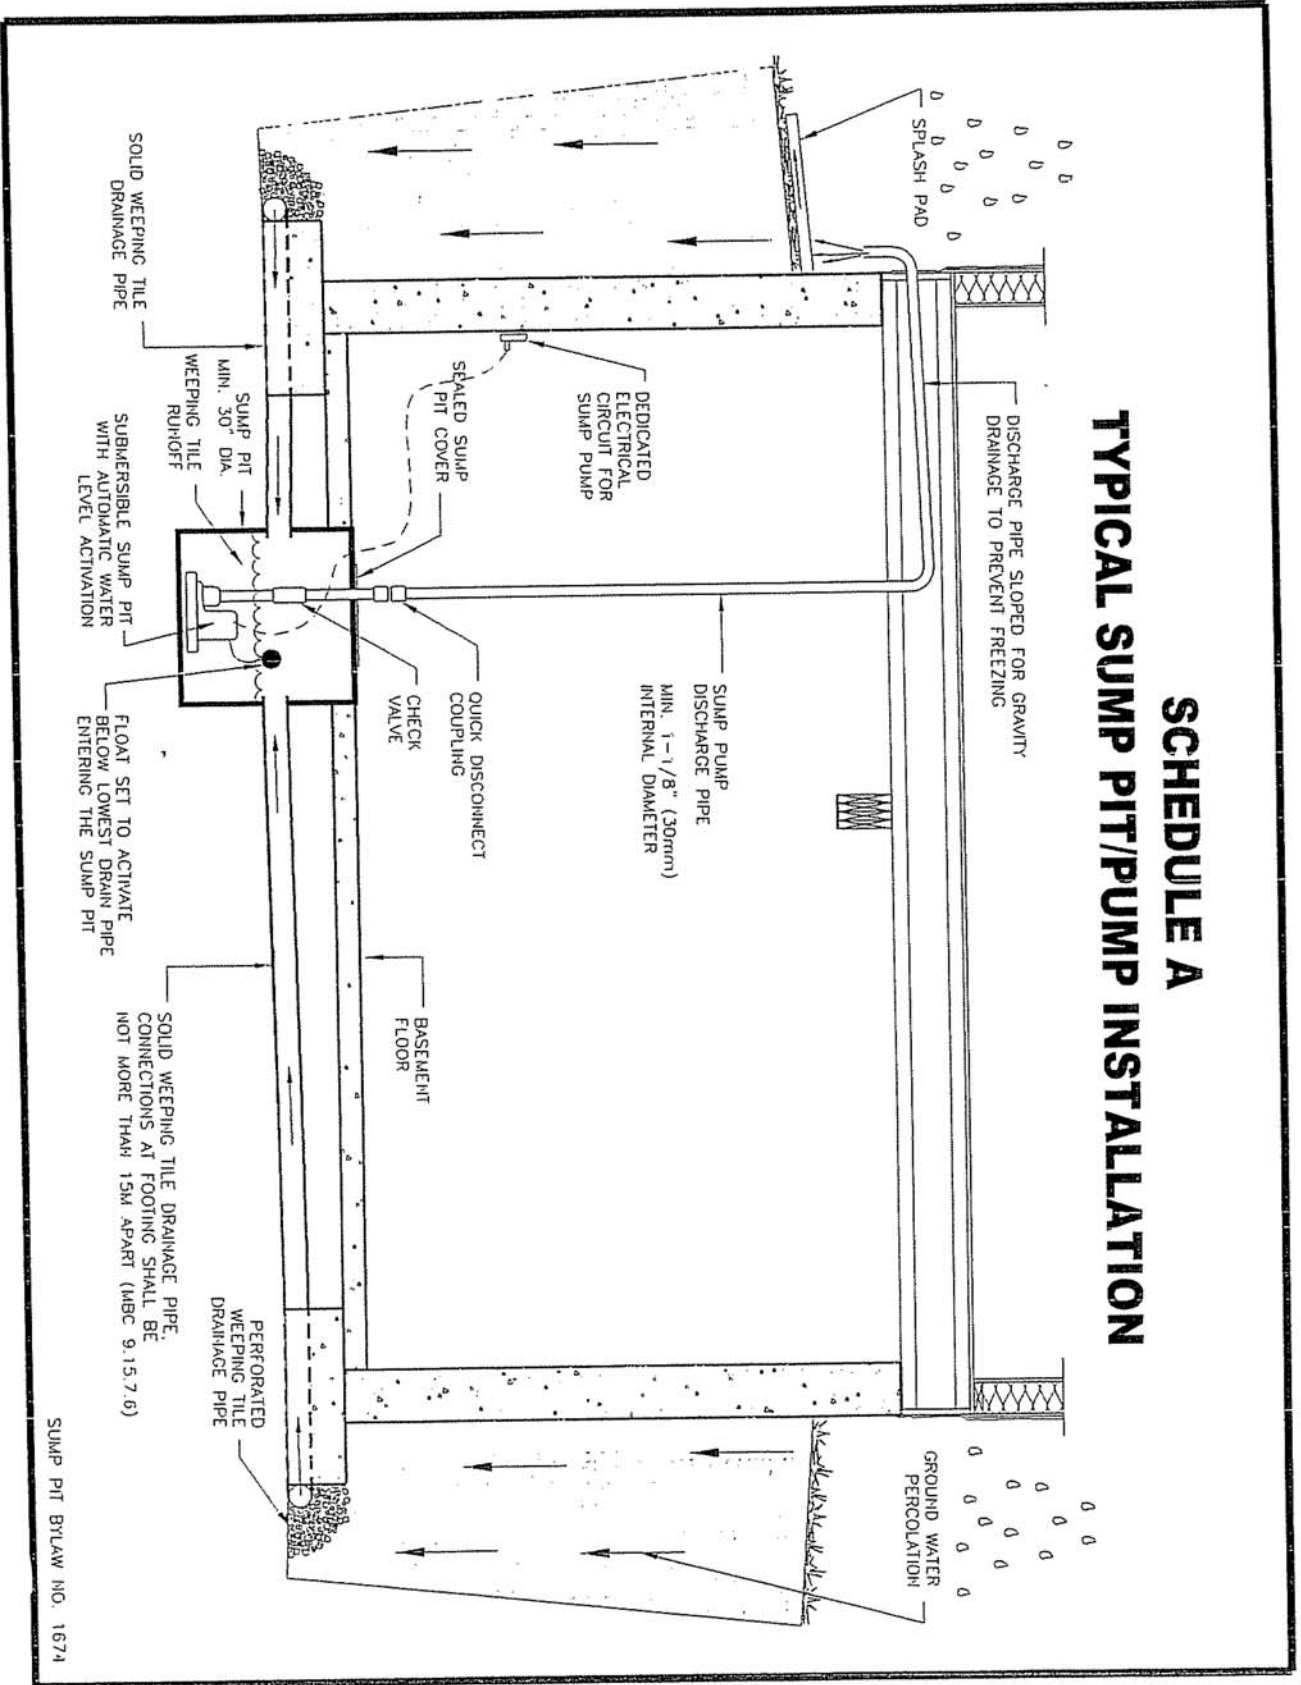 SCHEDULE A
TYPICAL SUMP PIT/PUMP INSTALLATION
SPLASH PAD
DISCHARGE PIPE SLOPED FOR GRAVITY
DRAINAGE TO PREVENT FREEZING
GROUND WATER
PERCOLATION
DEDICATED
ELECTRICAL
CIRCUIT FOR
SUMP PUMP
SUMP PUMP
DISCHARGE PIPE
MIN. 1-1/8" (30mm)
INTERNAL DIAMETER
SEALED SUMP
PIT COVER
QUICK DISCONNECT
COUPLING
CHECK
VALVE
BASEMENT
FLOOR
SOLID WEEPING TILE
DRAINAGE PIPE
SUMP PIT
MIN. 30" DIA.
WEEPING TILE
RUNOFF
SUBMERSIBLE SUMP PIT
WITH AUTOMATIC WATER
LEVEL ACTIVATION
FLOAT SET TO ACTIVATE
BELOW LOWEST DRAIN PIPE
ENTERING THE SUMP PIT
SOLID WEEPING TILE DRAINAGE PIPE.
CONNECTIONS AT FOOTING SHALL BE
NOT MORE THAN 15M APART (MBC 9.15.7.6)
PERFORATED
WEEPING TILE
DRAINAGE PIPE
SUMP PIT BYLAW NO. 1674